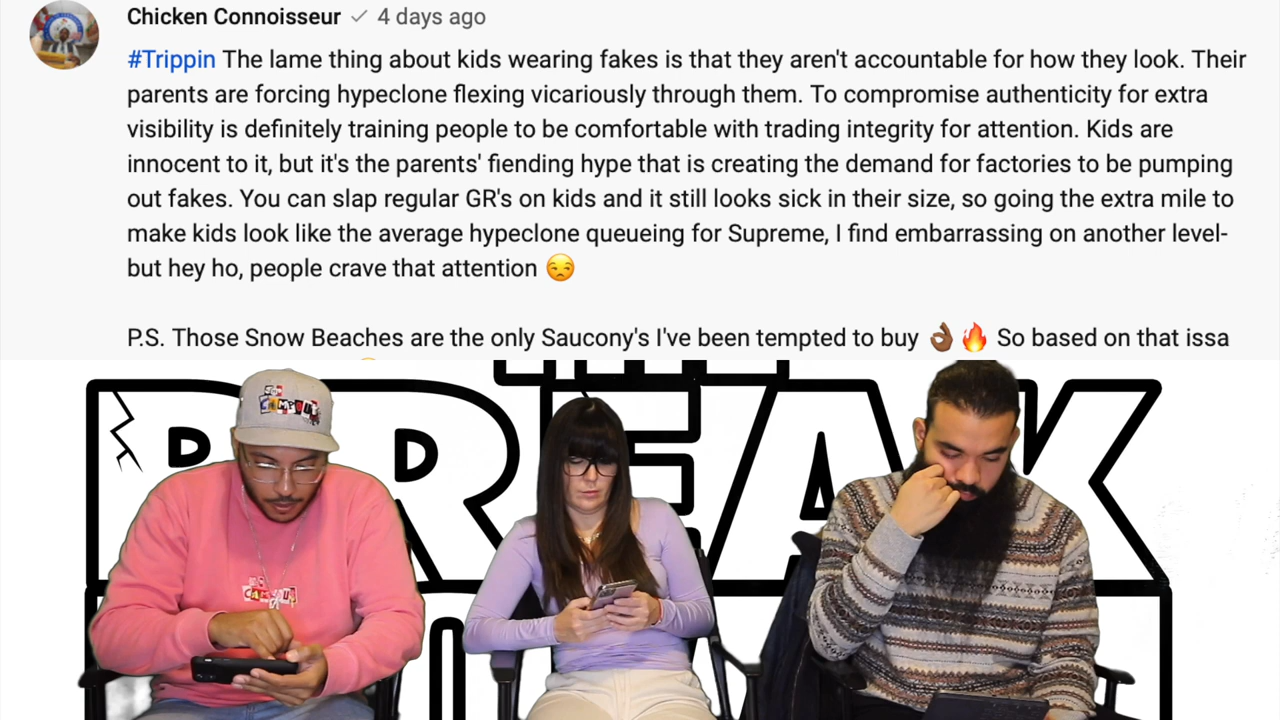 Chicken Connoisseur ✓ 4 days ago
#Trippin The lame thing about kids wearing fakes is that they aren't accountable for how they look. Their
parents are forcing hypeclone flexing vicariously through them. To compromise authenticity for extra
visibility is definitely training people to be comfortable with trading integrity for attention. Kids are
innocent to it, but it's the parents' fiending hype that is creating the demand for factories to be pumping
out fakes. You can slap regular GR's on kids and it still looks sick in their size, so going the extra mile to
make kids look like the average hypeclone queueing for Supreme, I find embarrassing on another level-
but hey ho, people crave that attention 😒
P.S. Those Snow Beaches are the only Saucony's I've been tempted to buy 👌🏾🔥 So based on that issa
BREAK
CAMPOUT
CAMPOUT